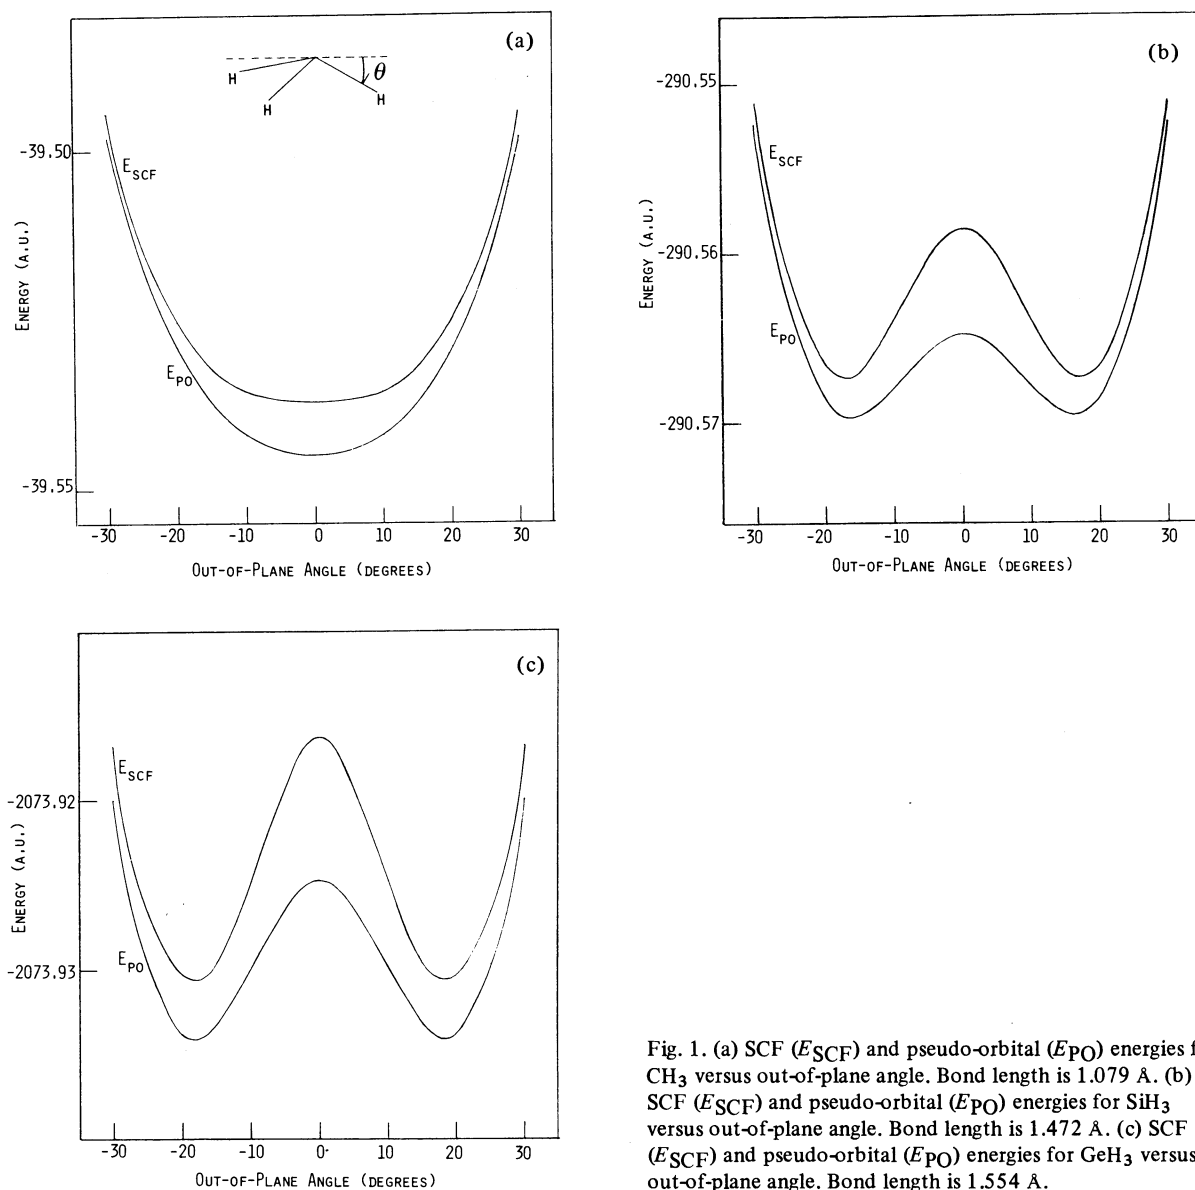 (a)
H
H
H
θ
E_SCF
E_PO
-39.50
-39.55
ENERGY (A.U.)
-30 -20 -10 0 10 20 30
OUT-OF-PLANE ANGLE (DEGREES)
(b)
E_SCF
E_PO
-290.55
-290.56
-290.57
ENERGY (A.U.)
-30 -20 -10 0 10 20 30
OUT-OF-PLANE ANGLE (DEGREES)
(c)
E_SCF
E_PO
-2073.92
-2073.93
ENERGY (A.U.)
-30 -20 -10 0 10 20 30
OUT-OF-PLANE ANGLE (DEGREES)
Fig. 1. (a) SCF (E_SCF) and pseudo-orbital (E_PO) energies f
CH₃ versus out-of-plane angle. Bond length is 1.079 Å. (b)
SCF (E_SCF) and pseudo-orbital (E_PO) energies for SiH₃
versus out-of-plane angle. Bond length is 1.472 Å. (c) SCF
(E_SCF) and pseudo-orbital (E_PO) energies for GeH₃ versus
out-of-plane angle. Bond length is 1.554 Å.